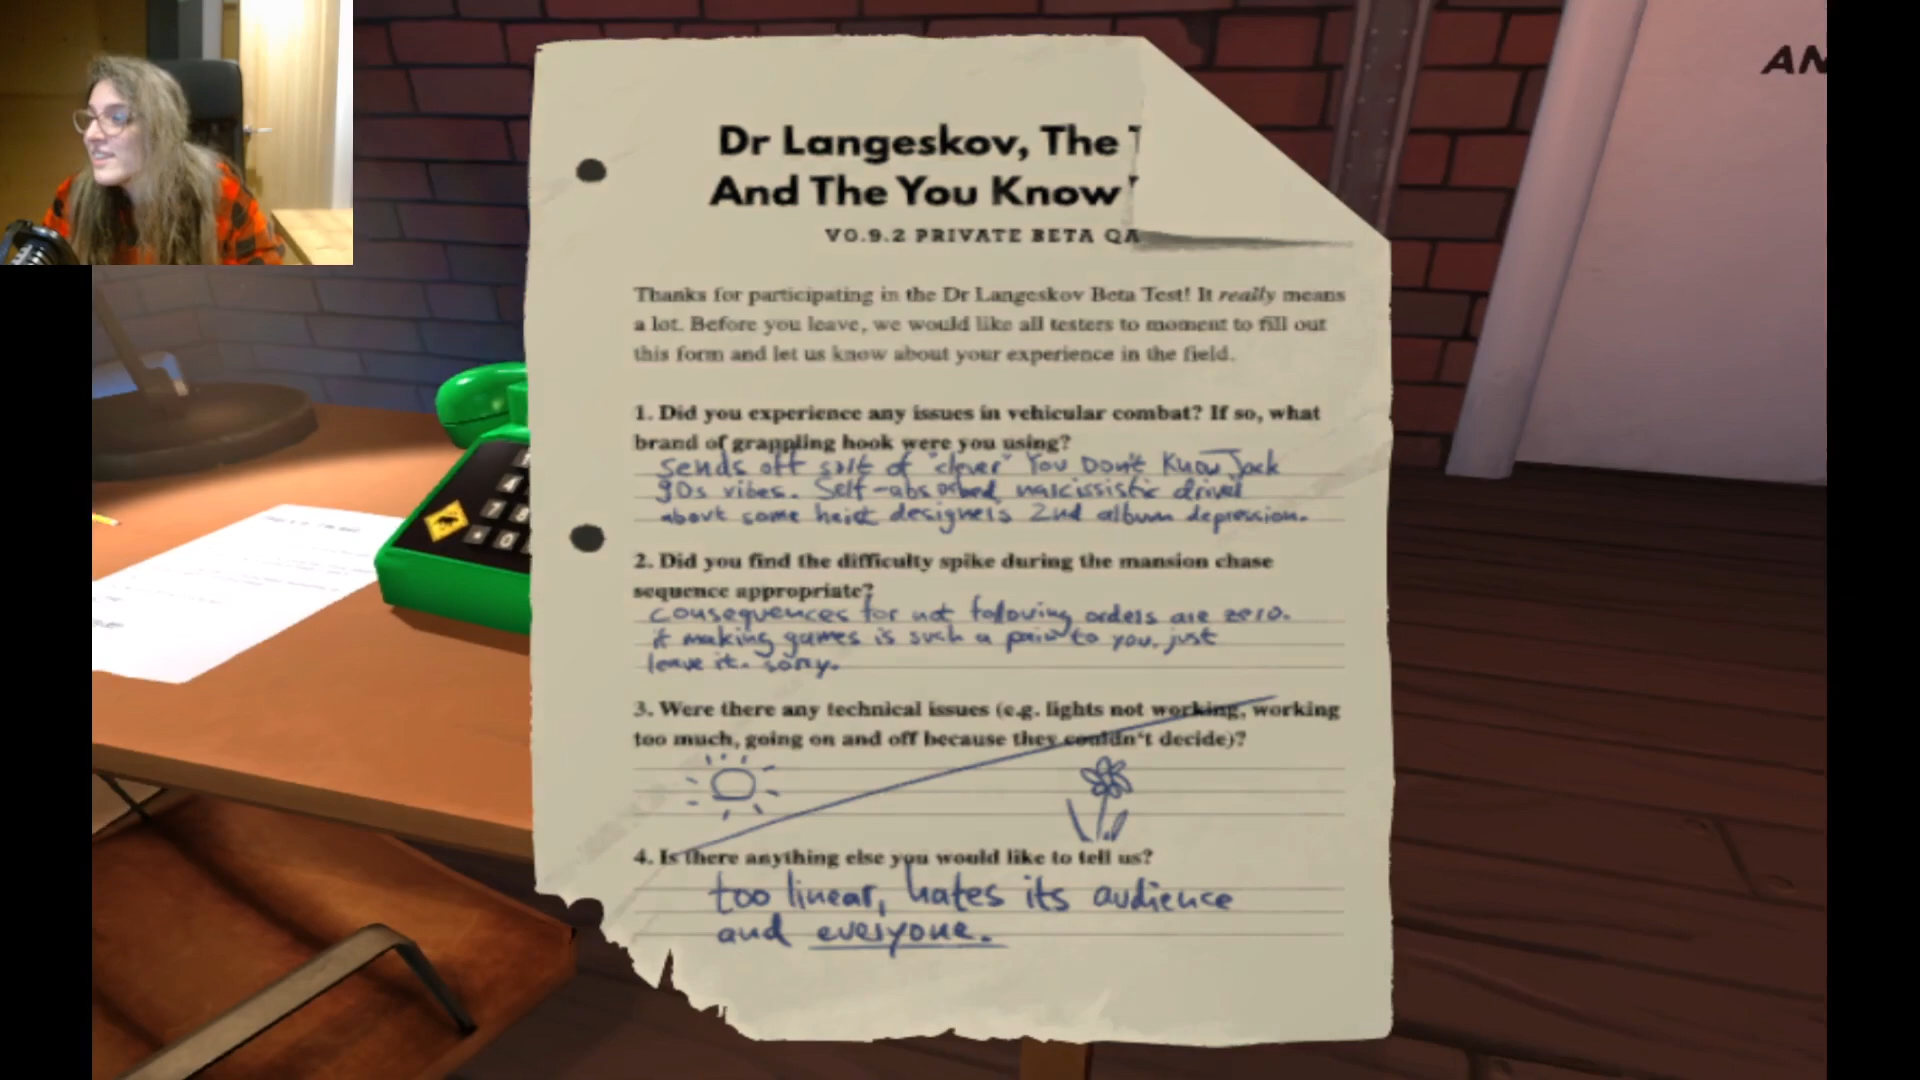 AN
Dr Langeskov, The
And The You Know
V0.9.2 PRIVATE BETA QA
Thanks for participating in the Dr Langeskov Beta Test! It really means
a lot. Before you leave, we would like all testers to moment to fill out
this form and let us know about your experience in the field.
1. Did you experience any issues in vehicular combat? If so, what
brand of grappling hook were you using?
Sends off sort of "clever" You Don't Know Jack
90s vibes. Self-absorbed narcissistic drivel
about some heist designer's 2nd album depression.
2. Did you find the difficulty spike during the mansion chase
sequence appropriate?
consequences for not following orders are zero.
if making games is such a pain to you, just
leave it. sorry.
3. Were there any technical issues (e.g. lights not working, working
too much, going on and off because they couldn't decide)?
4. Is there anything else you would like to tell us?
too linear, hates its audience
and everyone.
4
7 8
* 0